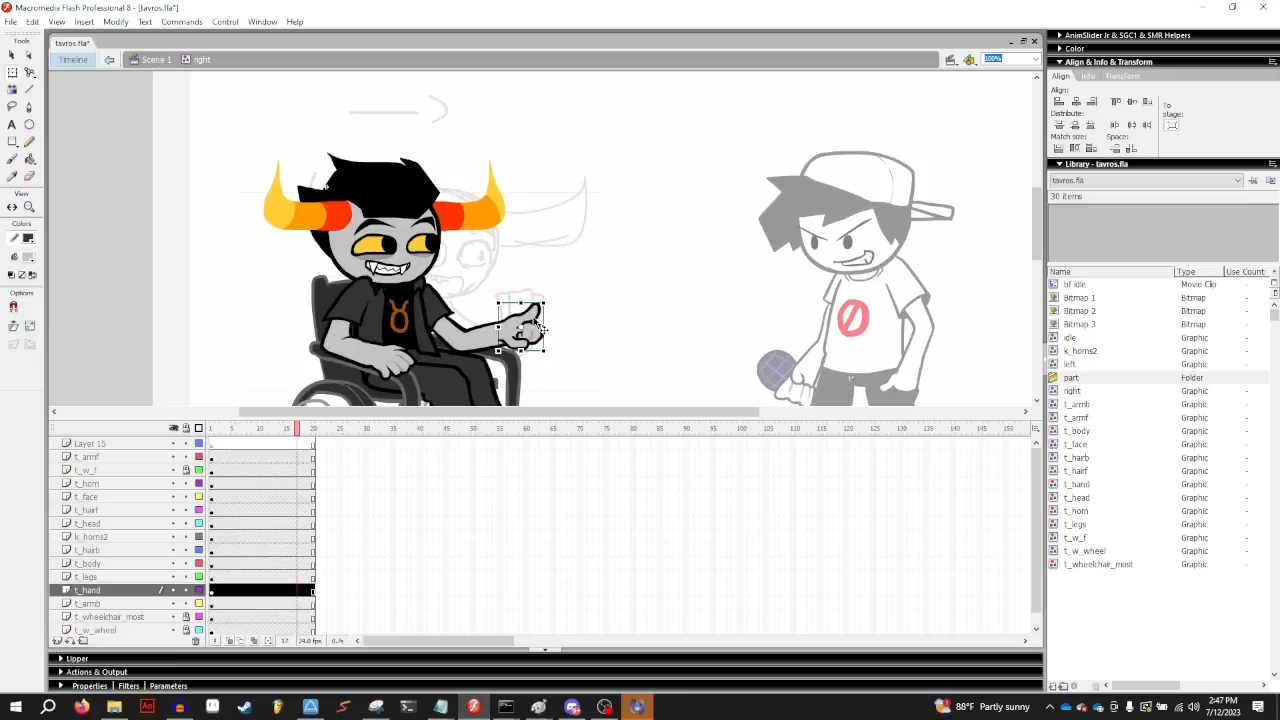 Macromedia Flash Professional 8 - [tavros.fla*]
File Edit View Insert Modify Text Commands Control Window Help
Tools
View
Colors
Options
tavros.fla*
Timeline Scene 1 right 100%
1 5 10 15 20 25 30 35 40 45 50 55 60 65 70 75 80 85 90 95 100 105 110 115 120 125 130 135 140 145 150
Layer 15
t_armf
t_w_f
t_horn
t_face
t_hairf
t_head
k_horns2
t_hairb
t_body
t_legs
t_hand
t_armb
t_wheelchair_most
t_w_wheel
17 24.0 fps 0.7s
Lipper
Actions & Output
Properties Filters Parameters
AnimSlider Jr & SGC1 & SMR Helpers
Color
Align & Info & Transform
Align Info Transform
Align:
Distribute:
Match size: Space:
To stage:
Library - tavros.fla
tavros.fla
30 items
Name Type Use Count
bf idle Movie Clip -
Bitmap 1 Bitmap -
Bitmap 2 Bitmap -
Bitmap 3 Bitmap -
idle Graphic -
k_horns2 Graphic -
left Graphic -
part Folder
right Graphic -
t_armb Graphic -
t_armf Graphic -
t_body Graphic -
t_face Graphic -
t_hairb Graphic -
t_hairf Graphic -
t_hand Graphic -
t_head Graphic -
t_horn Graphic -
t_legs Graphic -
t_w_f Graphic -
t_w_wheel Graphic -
t_wheelchair_most Graphic -
An
88°F Partly sunny
2:47 PM
7/12/2023